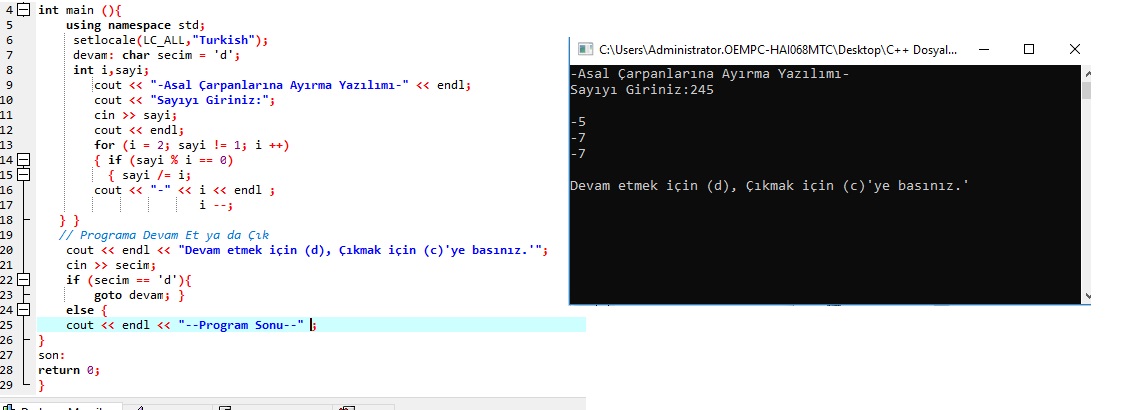 4 int main (){
5 using namespace std;
6 setlocale(LC_ALL,"Turkish");
7 devam: char secim = 'd';
8 int i,sayi;
9 cout << "-Asal Çarpanlarına Ayırma Yazılımı-" << endl;
10 cout << "Sayıyı Giriniz:";
11 cin >> sayi;
12 cout << endl;
13 for (i = 2; sayi != 1; i ++)
14 { if (sayi % i == 0)
15 { sayi /= i;
16 cout << "-" << i << endl ;
17 i --;
18 } }
19 // Programa Devam Et ya da Çık
20 cout << endl << "Devam etmek için (d), Çıkmak için (c)'ye basınız.'";
21 cin >> secim;
22 if (secim == 'd'){
23 goto devam; }
24 else {
25 cout << endl << "--Program Sonu--" ;
26 }
27 son:
28 return 0;
29 }
C:\Users\Administrator.OEMPC-HAI068MTC\Desktop\C++ Dosyal...
-Asal Çarpanlarına Ayırma Yazılımı-
Sayıyı Giriniz:245
-5
-7
-7
Devam etmek için (d), Çıkmak için (c)'ye basınız.'